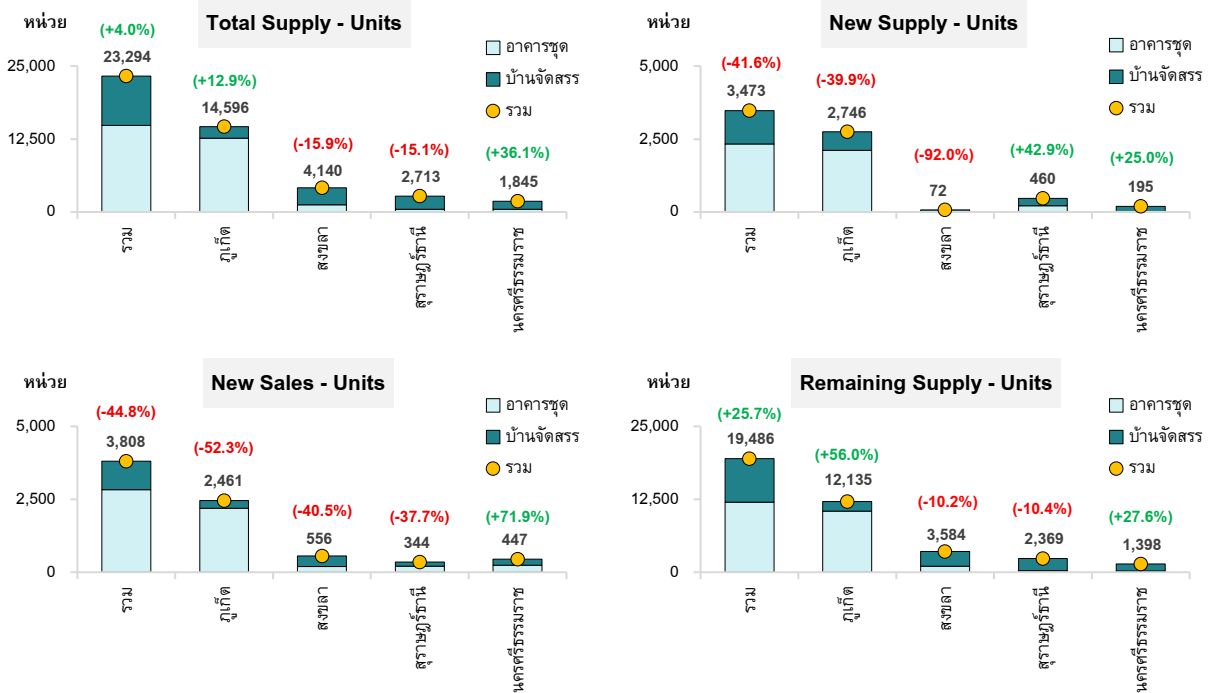 หน่วย
Total Supply - Units
(+4.0%)
23,294
(+12.9%)
14,596
(-15.9%)
4,140
(-15.1%)
2,713
(+36.1%)
1,845
อาคารชุด
บ้านจัดสรร
รวม
25,000
12,500
0
รวม
ภูเก็ต
สงขลา
สุราษฎร์ธานี
นครศรีธรรมราช
หน่วย
New Supply - Units
(-41.6%)
3,473
(-39.9%)
2,746
(-92.0%)
72
(+42.9%)
460
(+25.0%)
195
อาคารชุด
บ้านจัดสรร
รวม
5,000
2,500
0
รวม
ภูเก็ต
สงขลา
สุราษฎร์ธานี
นครศรีธรรมราช
หน่วย
New Sales - Units
(-44.8%)
3,808
(-52.3%)
2,461
(-40.5%)
556
(-37.7%)
344
(+71.9%)
447
อาคารชุด
บ้านจัดสรร
รวม
5,000
2,500
0
รวม
ภูเก็ต
สงขลา
สุราษฎร์ธานี
นครศรีธรรมราช
หน่วย
Remaining Supply - Units
(+25.7%)
19,486
(+56.0%)
12,135
(-10.2%)
3,584
(-10.4%)
2,369
(+27.6%)
1,398
อาคารชุด
บ้านจัดสรร
รวม
25,000
12,500
0
รวม
ภูเก็ต
สงขลา
สุราษฎร์ธานี
นครศรีธรรมราช